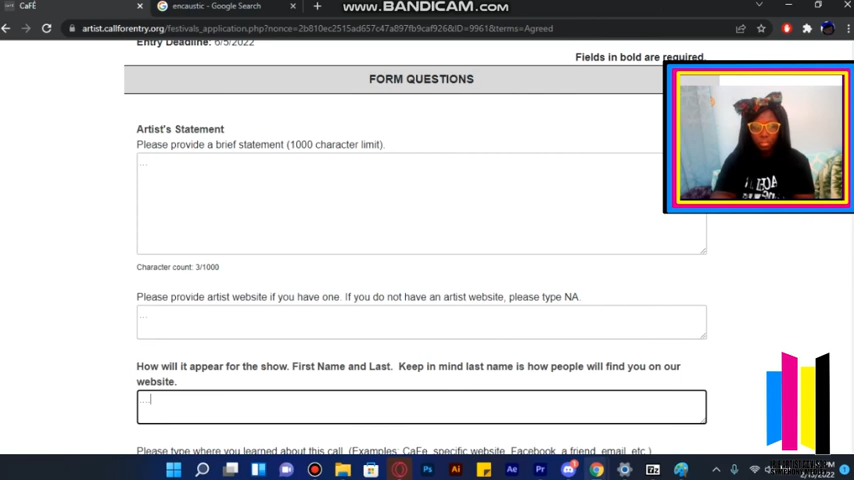 CaFÉ
encaustic - Google Search
WWW.BANDICAM.COM
artist.callforentry.org/festivals_application.php?nonce=2b810ec2515ad657c47a897fb9caf926&ID=9961&terms=Agreed
Entry Deadline: 6/5/2022
Fields in bold are required.
FORM QUESTIONS
Artist's Statement
Please provide a brief statement (1000 character limit).
...
Character count: 3/1000
Please provide artist website if you have one. If you do not have an artist website, please type NA.
...
How will it appear for the show. First Name and Last. Keep in mind last name is how people will find you on our
website.
...
Please type where you learned about this call. (Examples: CaFe, specific website, Facebook, a friend, email, etc.)
Ps
Ai
Ae
Pr